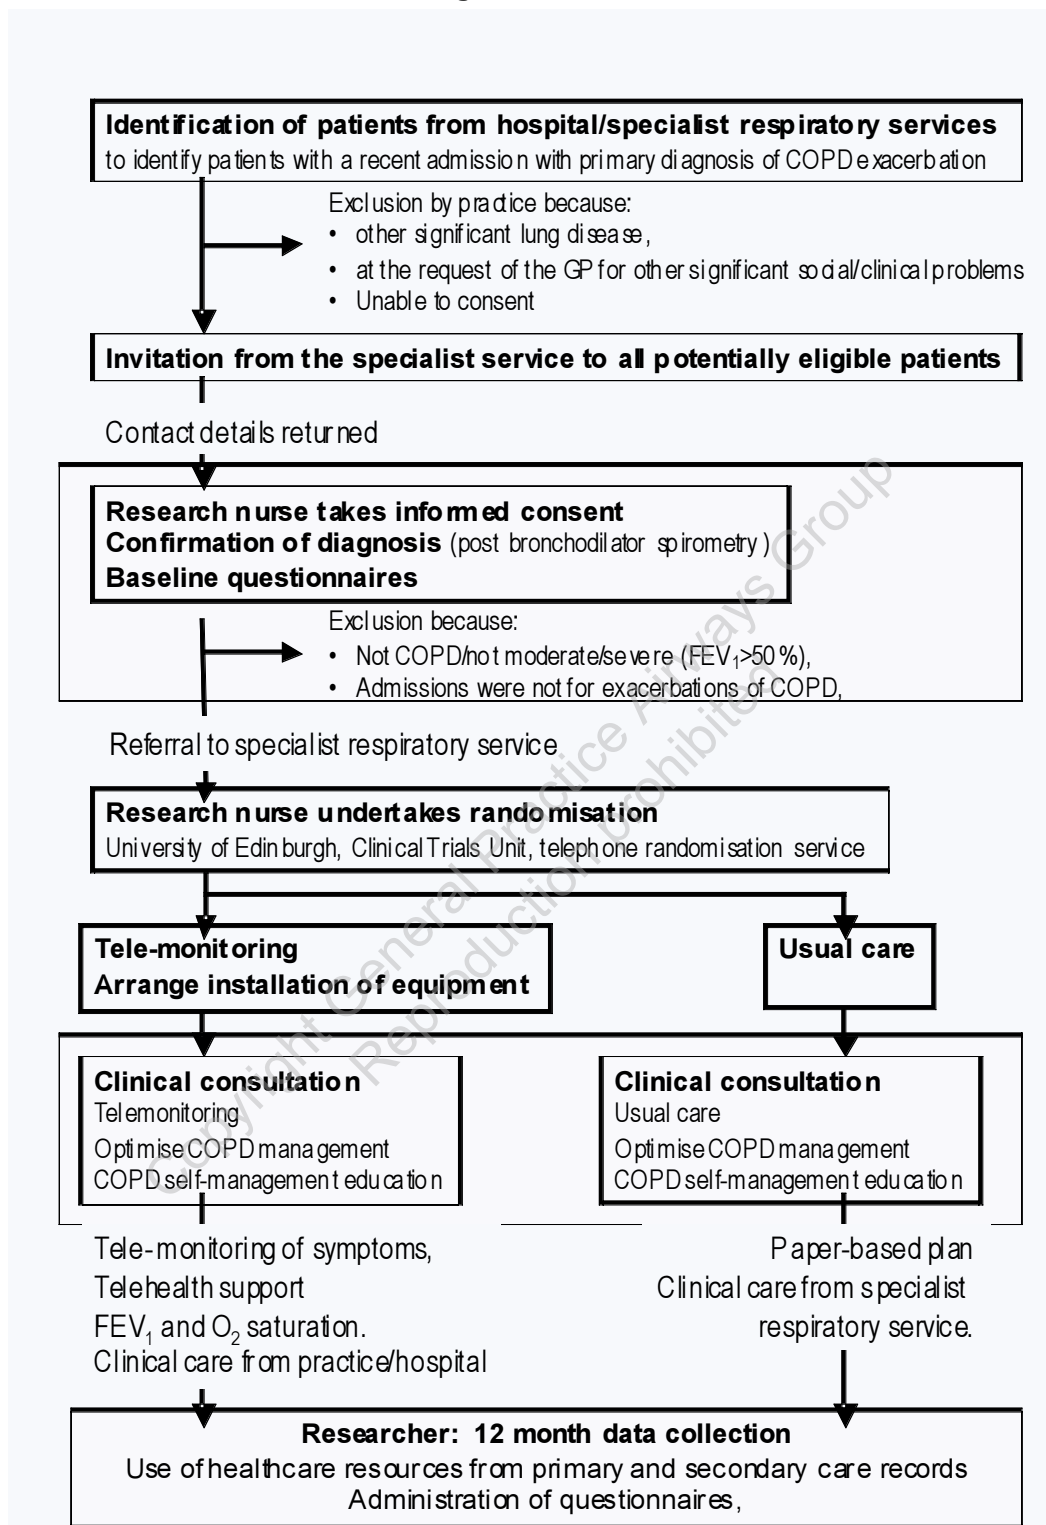 Identification of patients from hospital/specialist respiratory services
to identify patients with a recent admission with primary diagnosis of COPD exacerbation
Exclusion by practice because:
• other significant lung disease,
• at the request of the GP for other significant social/clinical problems
• Unable to consent
Invitation from the specialist service to all potentially eligible patients
Contact details returned
Research nurse takes informed consent
Confirmation of diagnosis (post bronchodilator spirometry)
Baseline questionnaires
Exclusion because:
• Not COPD/not moderate/severe (FEV₁>50%),
• Admissions were not for exacerbations of COPD,
Referral to specialist respiratory service
Research nurse undertakes randomisation
University of Edinburgh, Clinical Trials Unit, telephone randomisation service
Tele-monitoring
Arrange installation of equipment
Usual care
Clinical consultation
Telemonitoring
Optimise COPD management
COPD self-management education
Clinical consultation
Usual care
Optimise COPD management
COPD self-management education
Tele-monitoring of symptoms,
Telehealth support
FEV₁ and O₂ saturation.
Clinical care from practice/hospital
Paper-based plan
Clinical care from specialist
respiratory service.
Researcher: 12 month data collection
Use of healthcare resources from primary and secondary care records
Administration of questionnaires,
Copyright General Practice Airways Group
Reproduction prohibited